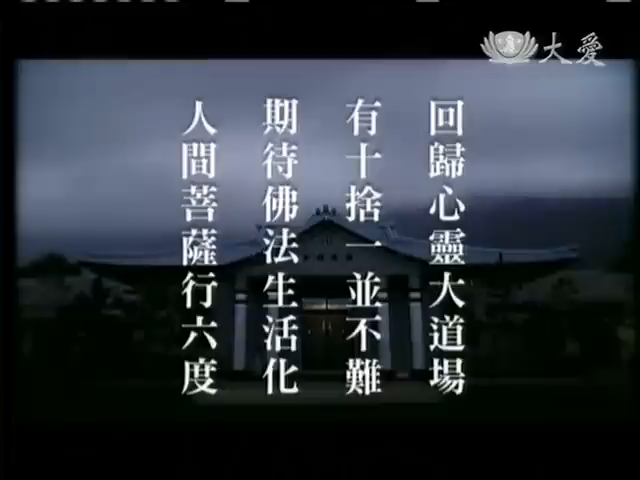 大愛
回歸心靈大道場
有十捨一並不難
期待佛法生活化
人間菩薩行六度